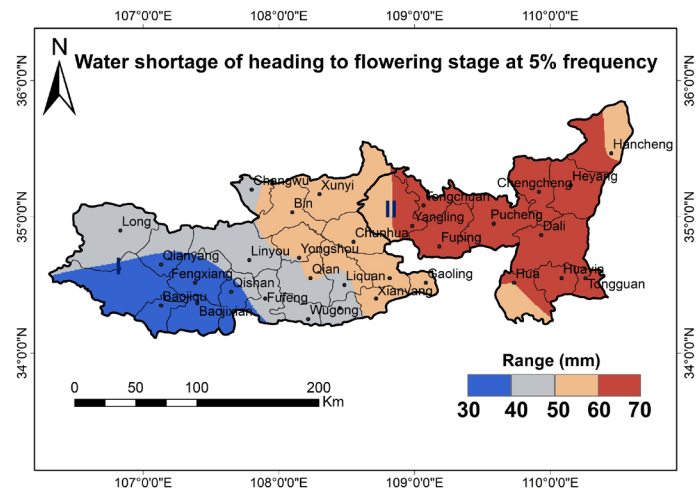 107°0'0"E 108°0'0"E 109°0'0"E 110°0'0"E
N
Water shortage of heading to flowering stage at 5% frequency
36°0'0"N
36°0'0"N
Hancheng
Changwu
Xunyi
Chengcheng
Heyang
Bin
II
Tongchuan
35°0'0"N
35°0'0"N
Long
Yangling
Pucheng
Dali
Chunhua
Fuping
Qianyang
Linyou
Yongshou
I
Fengxiang
Qian
Liquan
Gaoling
Hua
Huayin
Qishan
Tongguan
Baojiqu
Fufeng
Xianyang
Baojixian
Wugong
34°0'0"N
34°0'0"N
Range (mm)
0 50 100 200
Km
30 40 50 60 70
107°0'0"E 108°0'0"E 109°0'0"E 110°0'0"E